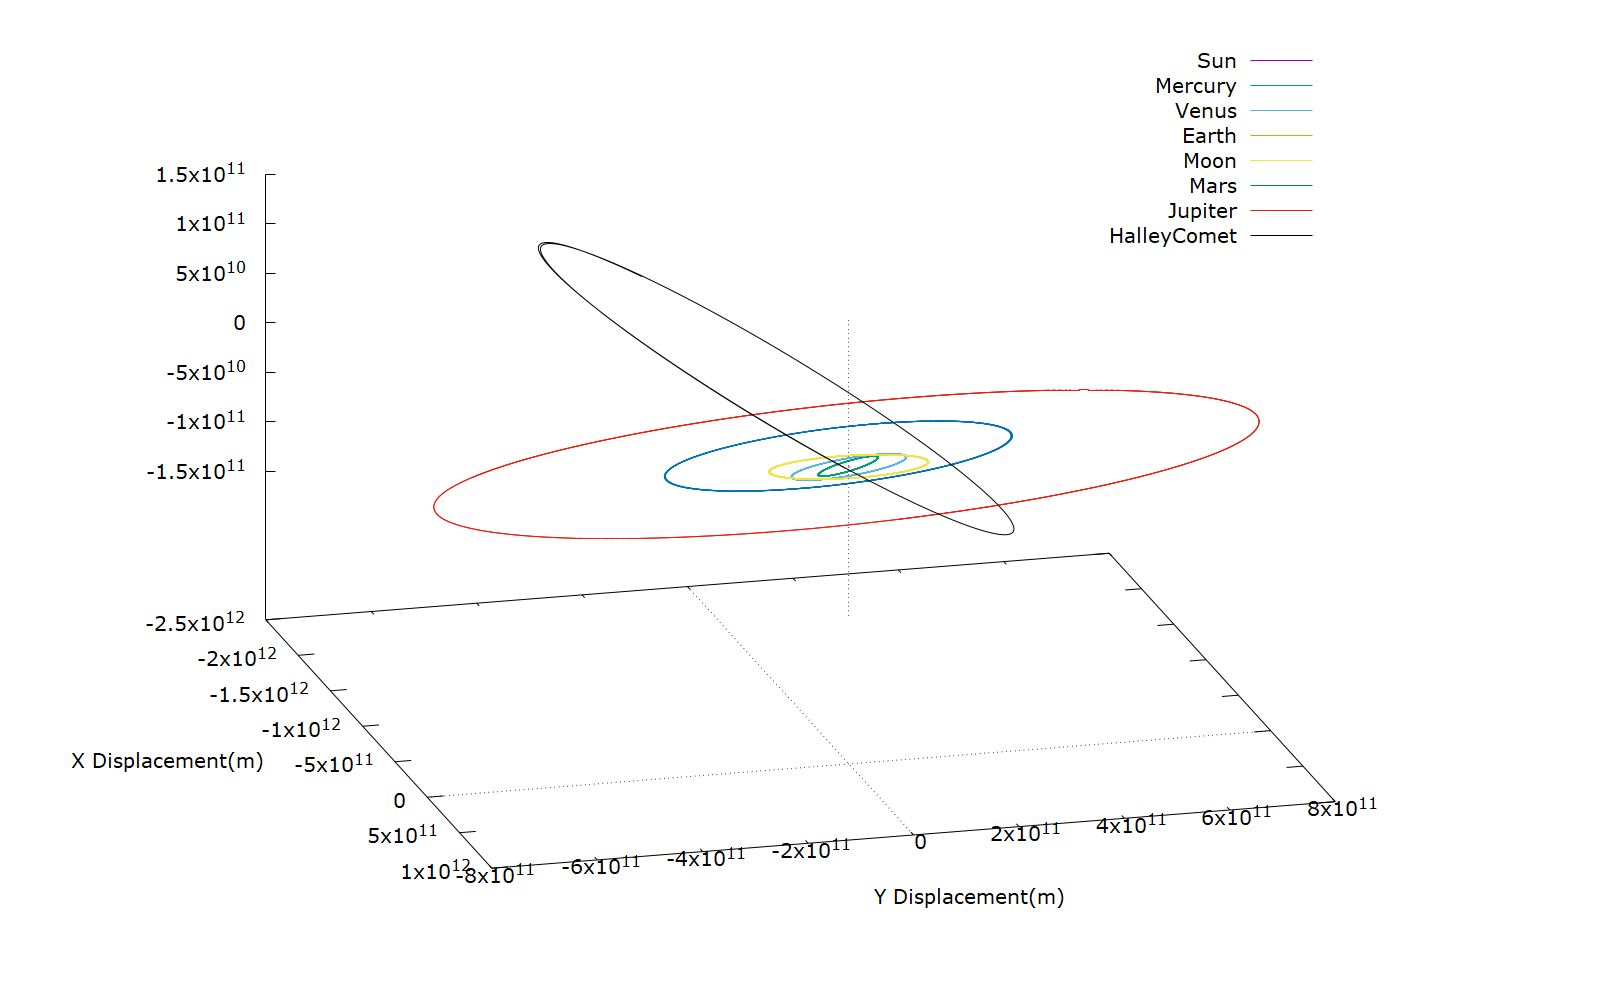 Sun
Mercury
Venus
Earth
Moon
Mars
Jupiter
HalleyComet
1.5x10^11
1x10^11
5x10^10
0
-5x10^10
-1x10^11
-1.5x10^11
-2.5x10^12
-2x10^12
-1.5x10^12
-1x10^12
-5x10^11
0
5x10^11
1x10^12
X Displacement(m)
-8x10^11
-6x10^11
-4x10^11
-2x10^11
0
2x10^11
4x10^11
6x10^11
8x10^11
Y Displacement(m)